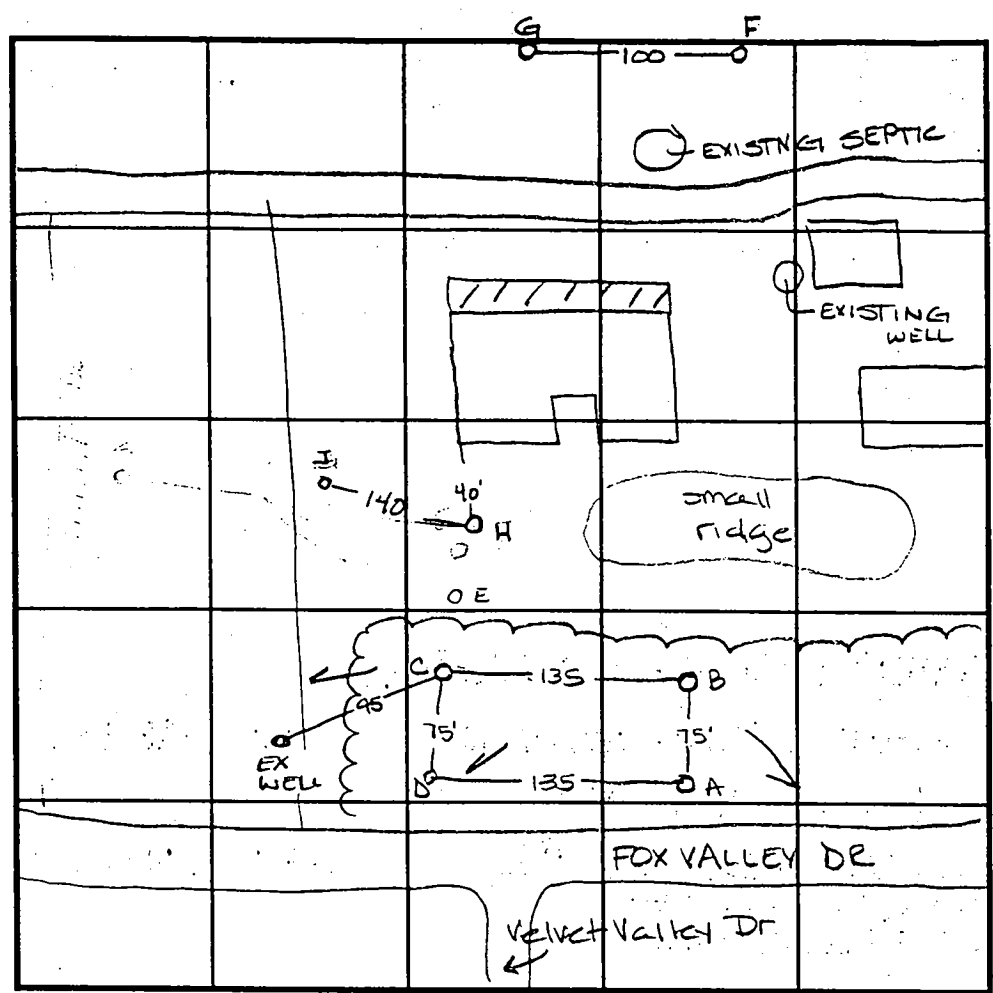 G F
100
EXISTNG SEPTIC
EXISTING
WELL
I
140
40'
H
small
ridge
E
C 135 B
95
75' 75'
EX
WELL
D 135 A
FOX VALLEY DR
Velvet Valley Dr